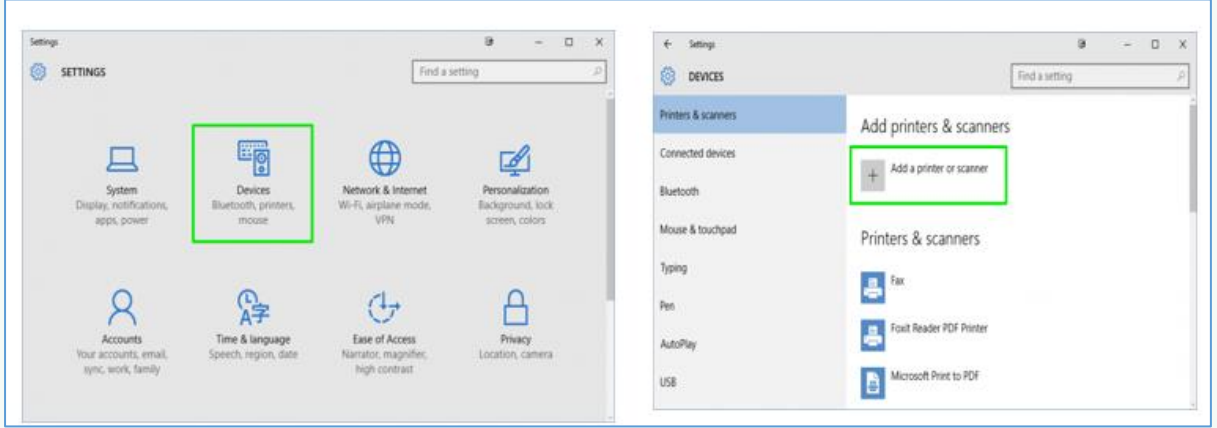 Settings
SETTINGS
Find a setting
System
Display, notifications,
apps, power
Devices
Bluetooth, printers,
mouse
Network & Internet
Wi-Fi, airplane mode,
VPN
Personalization
Background, lock
screen, colors
Accounts
Your accounts, email,
sync, work, family
Time & language
Speech, region, date
Ease of Access
Narrator, magnifier,
high contrast
Privacy
Location, camera
Settings
DEVICES
Find a setting
Printers & scanners
Connected devices
Bluetooth
Mouse & touchpad
Typing
Pen
AutoPlay
USB
Add printers & scanners
Add a printer or scanner
Printers & scanners
Fax
Foxit Reader PDF Printer
Microsoft Print to PDF